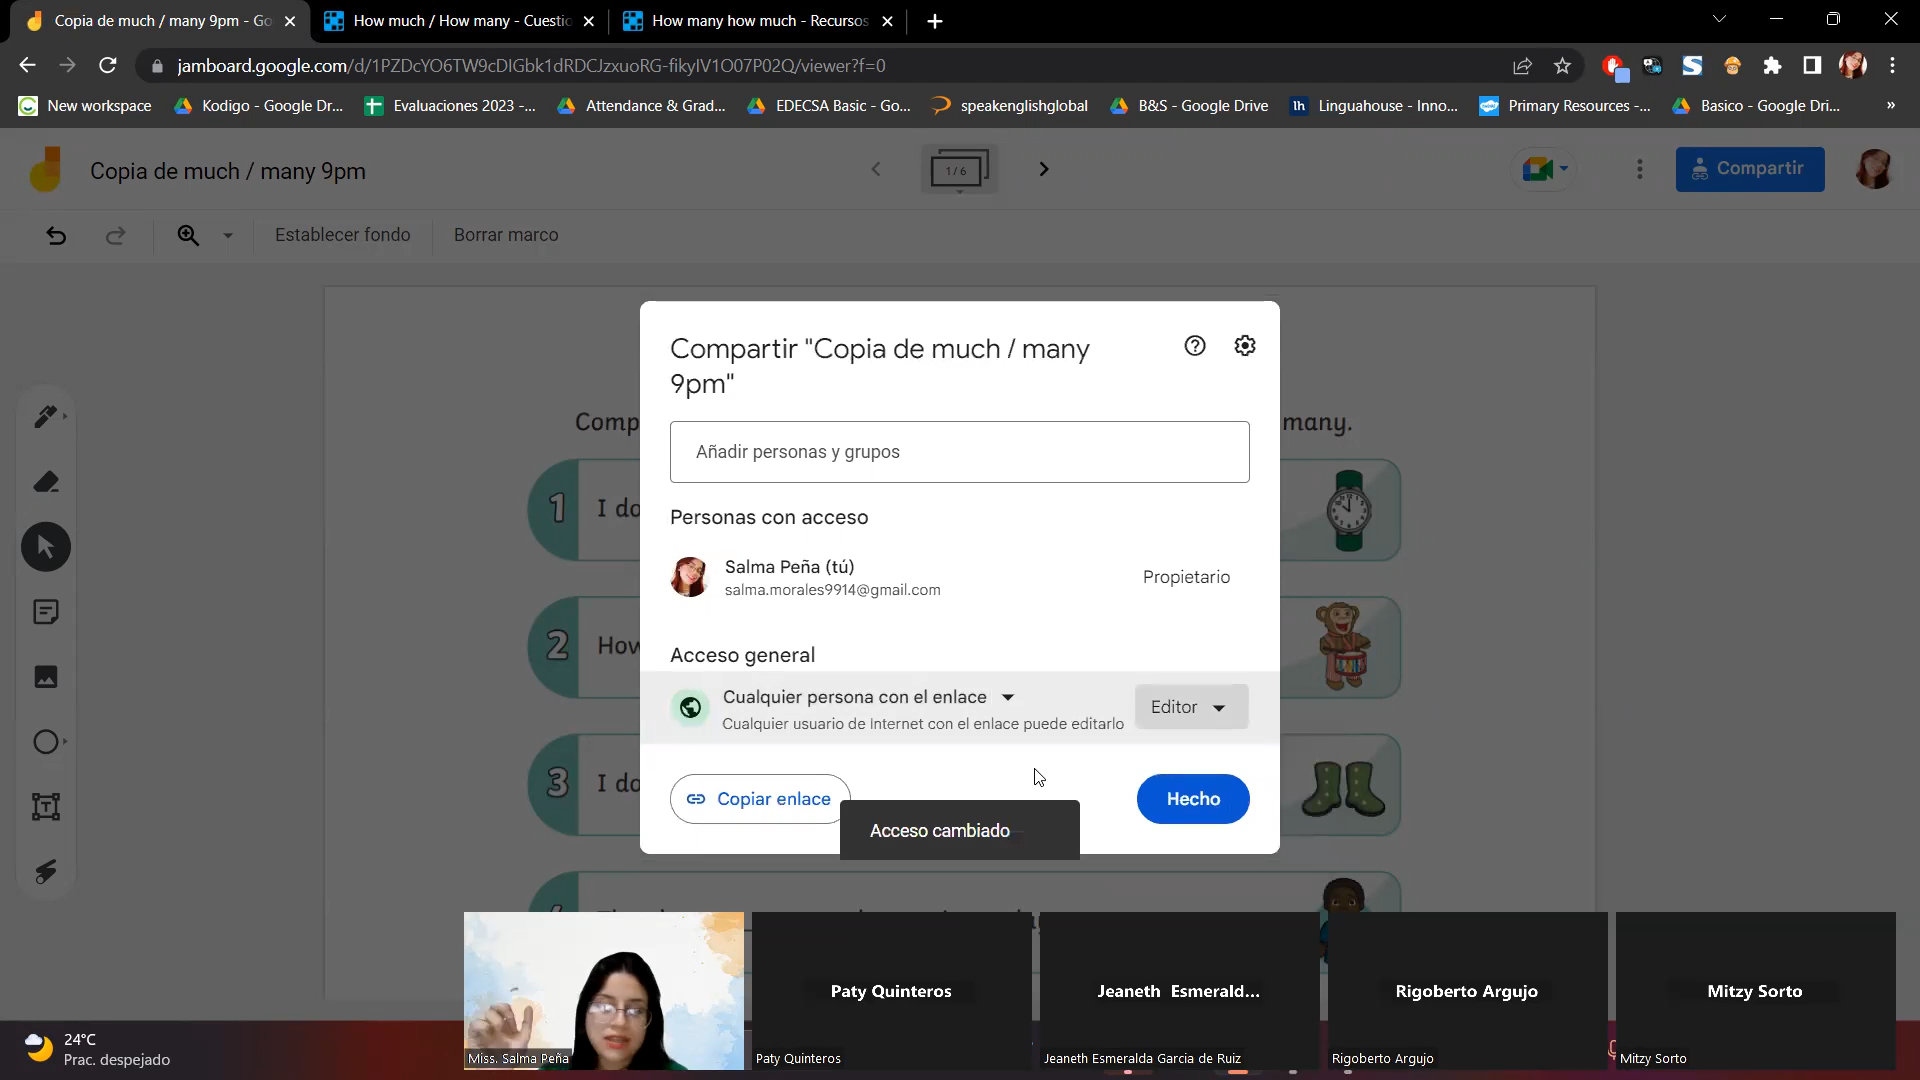 Copia de much / many 9pm - Go
How much / How many - Cuestio
How many how much - Recursos
jamboard.google.com/d/1PZDcYO6TW9cDIGbk1dRDCJzxuoRG-fikyIV1O07P02Q/viewer?f=0
New workspace
Kodigo - Google Dr...
Evaluaciones 2023 -...
Attendance & Grad...
EDECSA Basic - Go...
speakenglishglobal
B&S - Google Drive
lh Linguahouse - Inno...
Primary Resources -...
Basico - Google Dri...
»
Copia de much / many 9pm
1 / 6
Compartir
Establecer fondo
Borrar marco
Compartir "Copia de much / many
9pm"
Añadir personas y grupos
Personas con acceso
Salma Peña (tú)
salma.morales9914@gmail.com
Propietario
Acceso general
Cualquier persona con el enlace
Cualquier usuario de Internet con el enlace puede editarlo
Editor
Copiar enlace
Hecho
Acceso cambiado
Comp
many.
1 I do
2 How
3 I do
Miss. Salma Peña
Paty Quinteros
Paty Quinteros
Jeaneth Esmerald...
Jeaneth Esmeralda Garcia de Ruiz
Rigoberto Argujo
Rigoberto Argujo
Mitzy Sorto
Mitzy Sorto
24°C
Prac. despejado